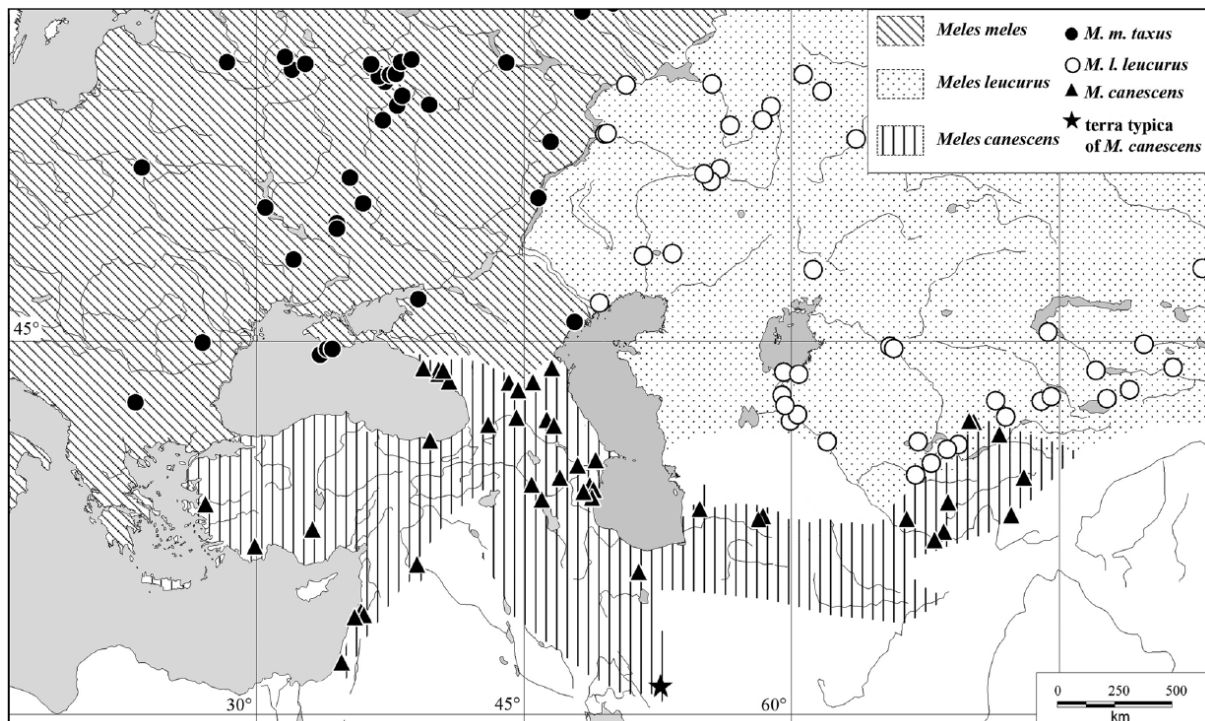 Meles meles
Meles leucurus
Meles canescens
M. m. taxus
M. l. leucurus
M. canescens
terra typica
of M. canescens
45°
30°
45°
60°
0 250 500
km